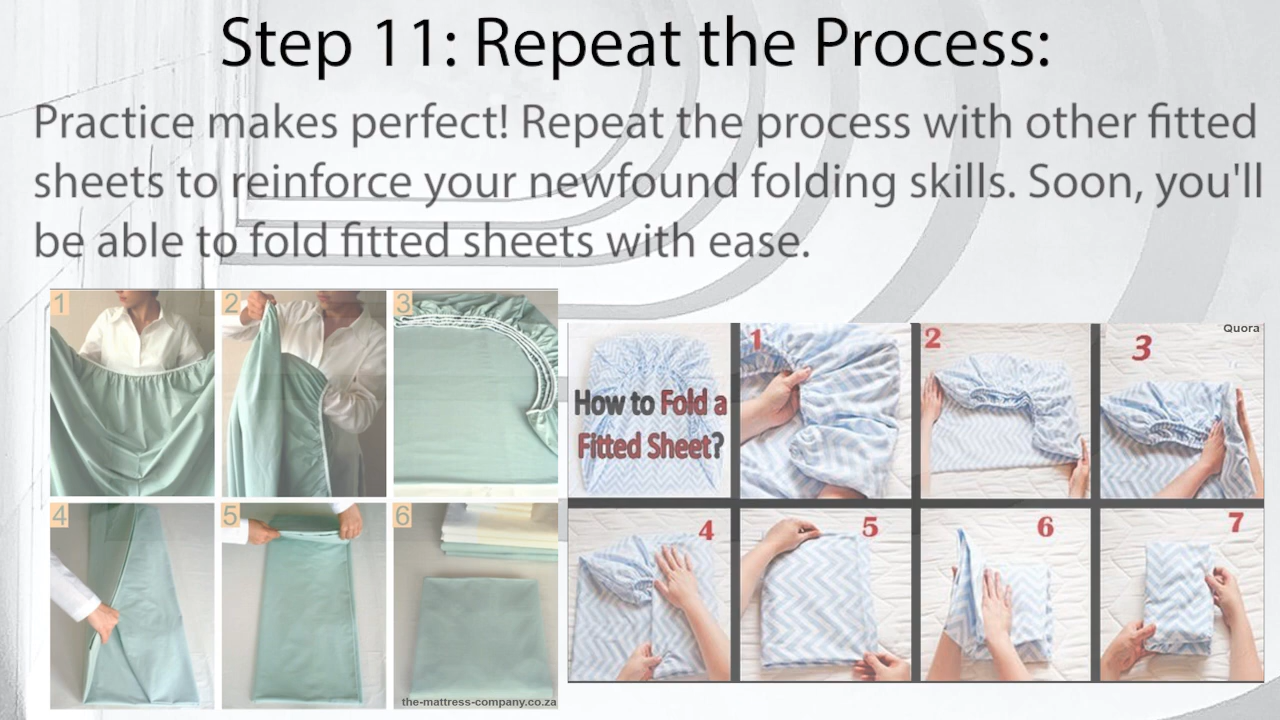 Step 11: Repeat the Process:
Practice makes perfect! Repeat the process with other fitted
sheets to reinforce your newfound folding skills. Soon, you'll
be able to fold fitted sheets with ease.
1
2
3
4
5
6
the-mattress-company.co.za
Quora
How to Fold a
Fitted Sheet?
1
2
3
4
5
6
7